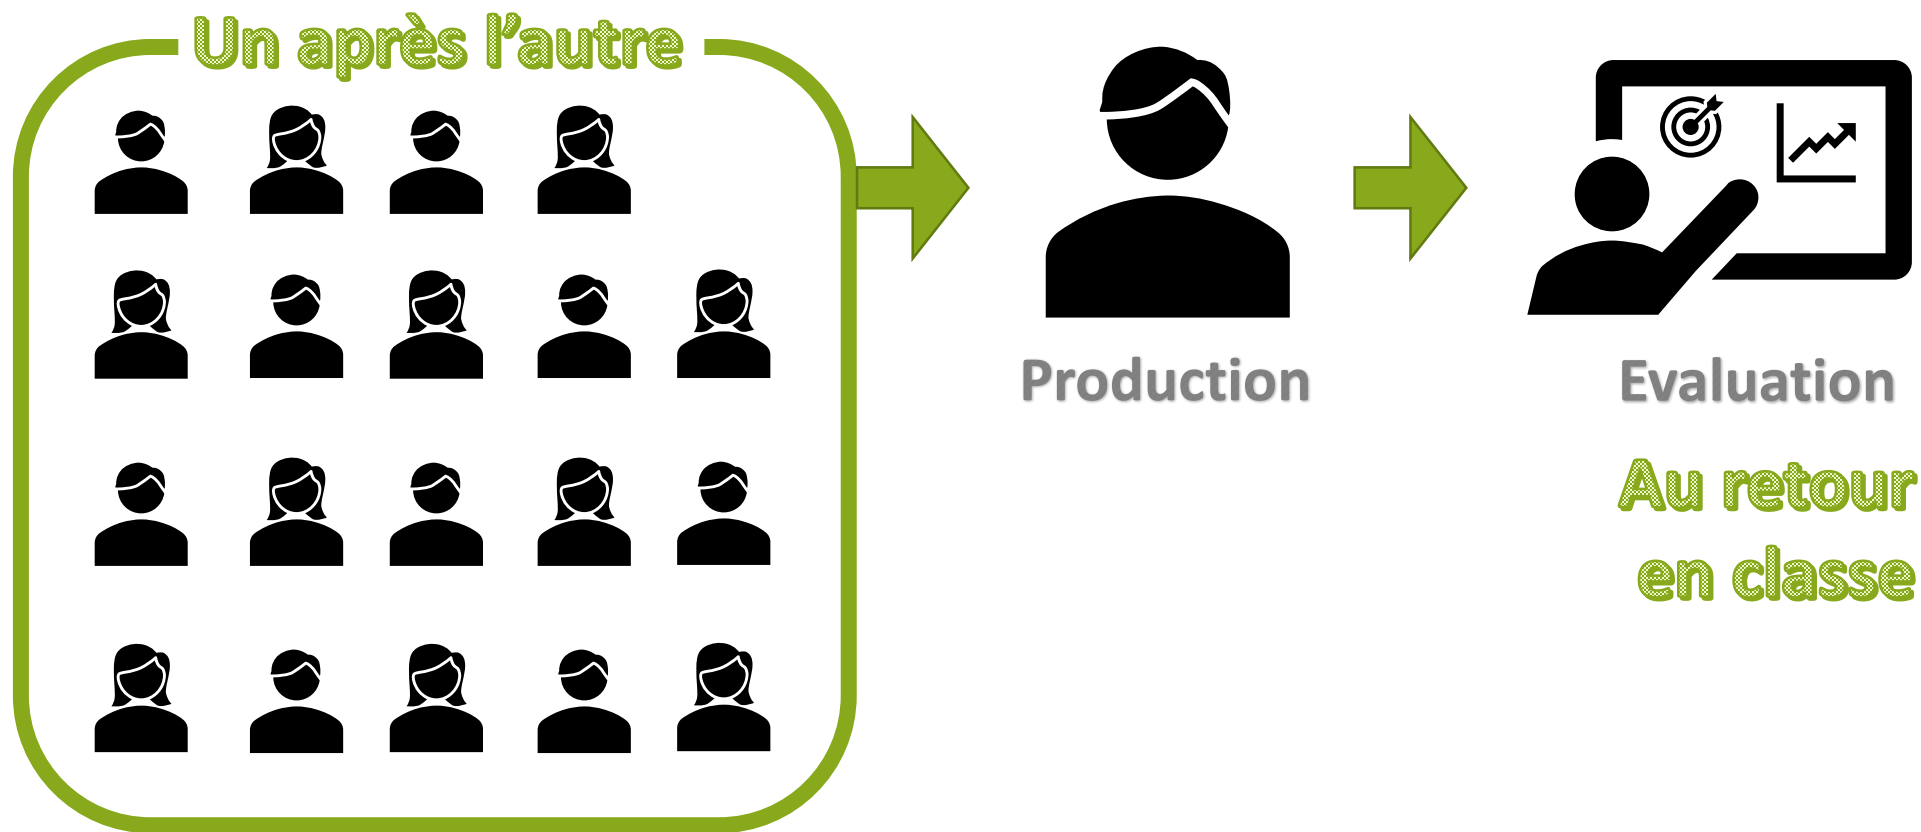 Un après l’autre
Production
Evaluation
Au retour
en classe